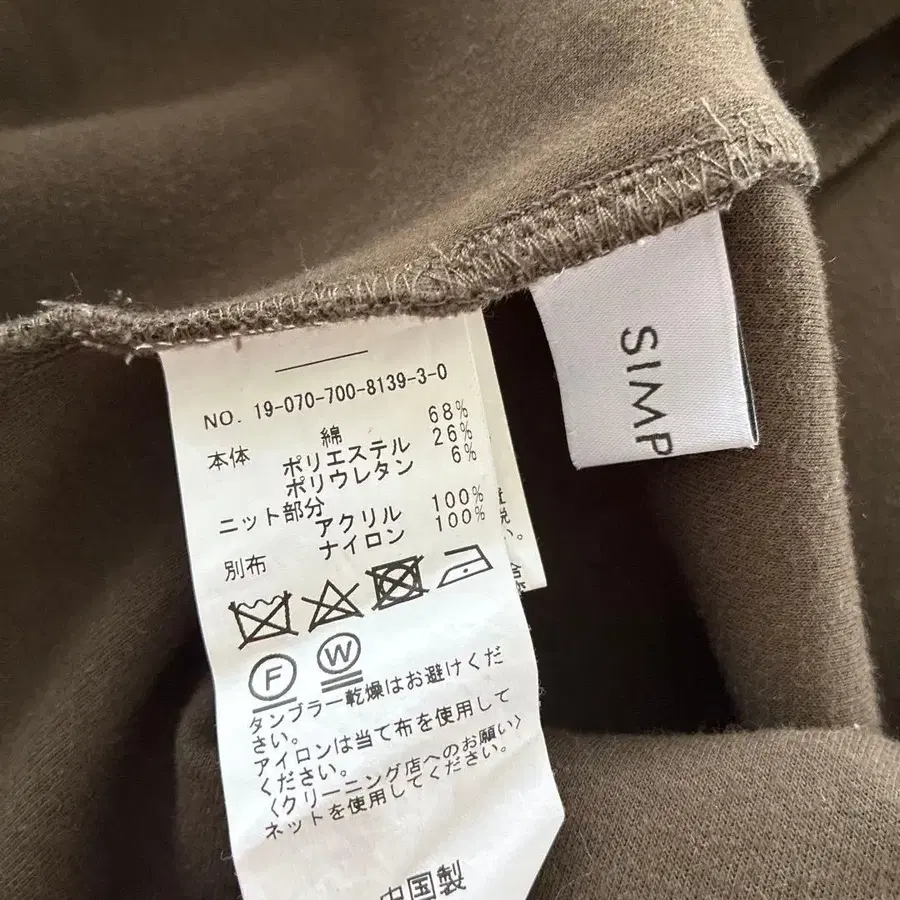 NO. 19-070-700-8139-3-0
本体 綿 68%
ポリエステル 26%
ポリウレタン 6%
ニット部分
アクリル 100%
別布 ナイロン 100%
F W
タンブラー乾燥はお避けくだ
さい。
アイロンは当て布を使用して
ください。
〈クリーニング店へのお願い〉
ネットを使用してください。
中国製
SIMP